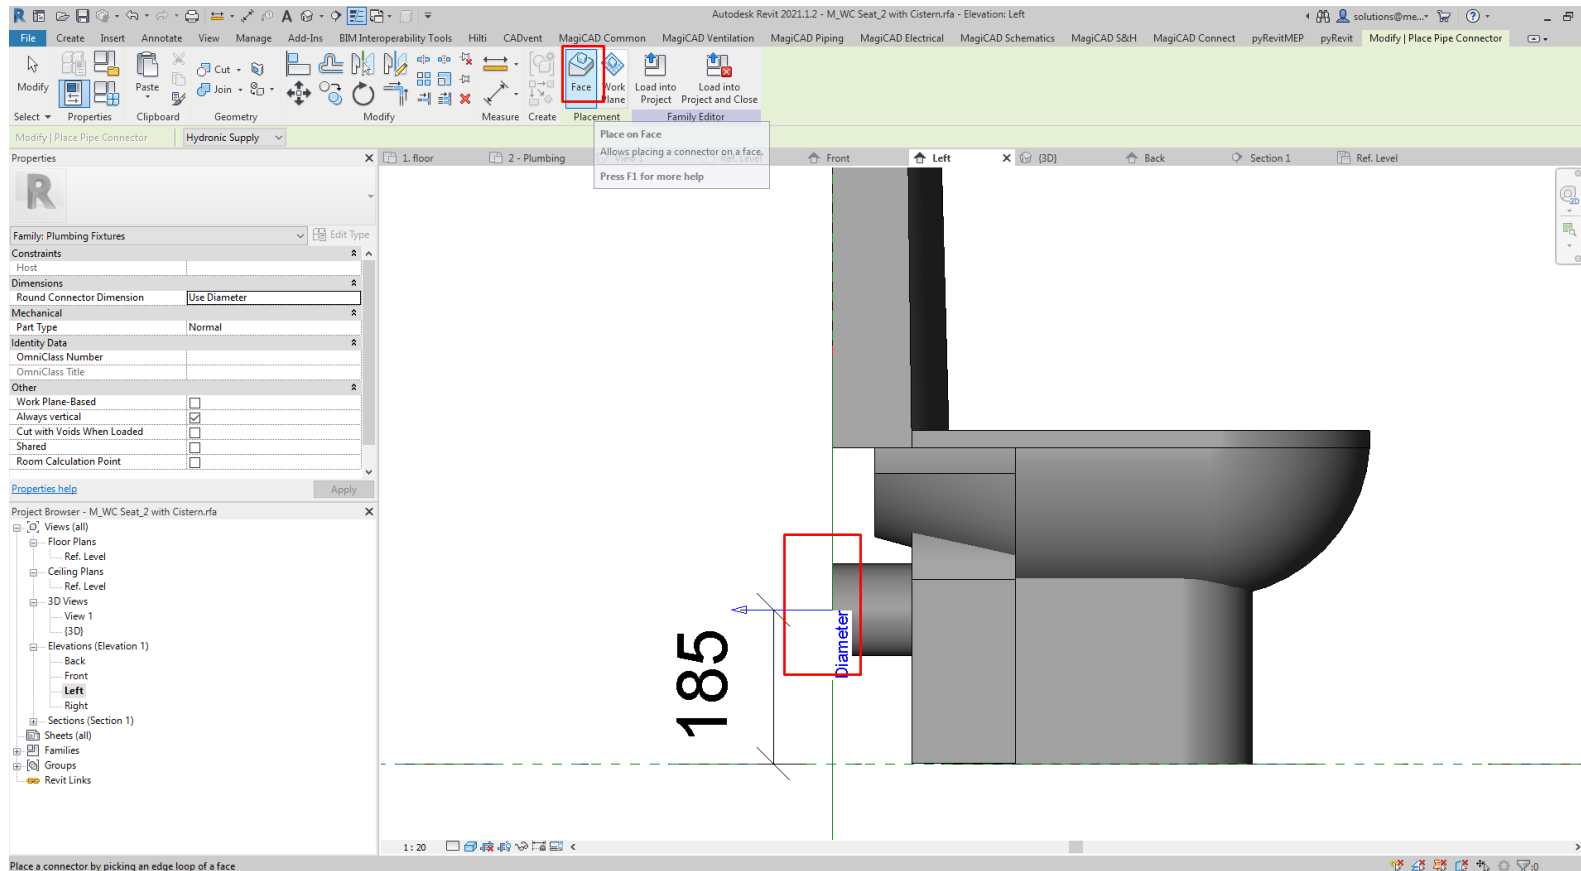 Autodesk Revit 2021.1.2 - M_WC Seat_2 with Cistern.rfa - Elevation: Left
solutions@me...
File Create Insert Annotate View Manage Add-Ins BIM Interoperability Tools Hilti CADvent MagiCAD Common MagiCAD Ventilation MagiCAD Piping MagiCAD Electrical MagiCAD Schematics MagiCAD S&H MagiCAD Connect pyRevitMEP pyRevit Modify | Place Pipe Connector
Modify
Paste
Cut
Join
Face
Work Plane
Load into Project
Load into Project and Close
Select Properties Clipboard Geometry Modify Measure Create Placement Family Editor
Modify | Place Pipe Connector Hydronic Supply
Place on Face
Allows placing a connector on a face.
Press F1 for more help
Properties
1. floor 2 - Plumbing Front Left {3D} Back Section 1 Ref. Level
R
Family: Plumbing Fixtures Edit Type
Constraints
Host
Dimensions
Round Connector Dimension Use Diameter
Mechanical
Part Type Normal
Identity Data
OmniClass Number
OmniClass Title
Other
Work Plane-Based
Always vertical
Cut with Voids When Loaded
Shared
Room Calculation Point
Properties help Apply
Project Browser - M_WC Seat_2 with Cistern.rfa
Views (all)
Floor Plans
Ref. Level
Ceiling Plans
Ref. Level
3D Views
View 1
{3D}
Elevations (Elevation 1)
Back
Front
Left
Right
Sections (Section 1)
Sheets (all)
Families
Groups
Revit Links
2D
185
Diameter
1 : 20
Place a connector by picking an edge loop of a face
:0